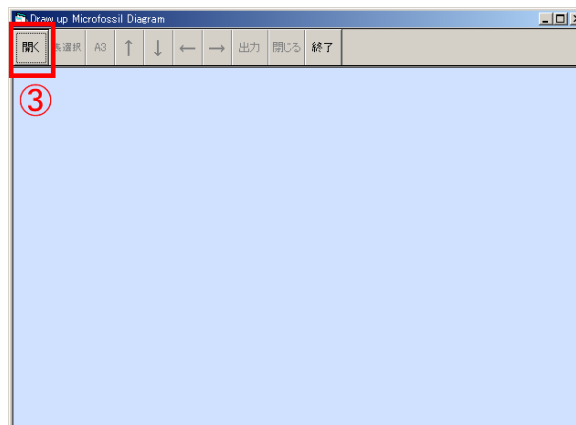 Draw up Microfossil Diagram
開く 表選択 A3 ↑ ↓ ← → 出力 閉じる 終了
③